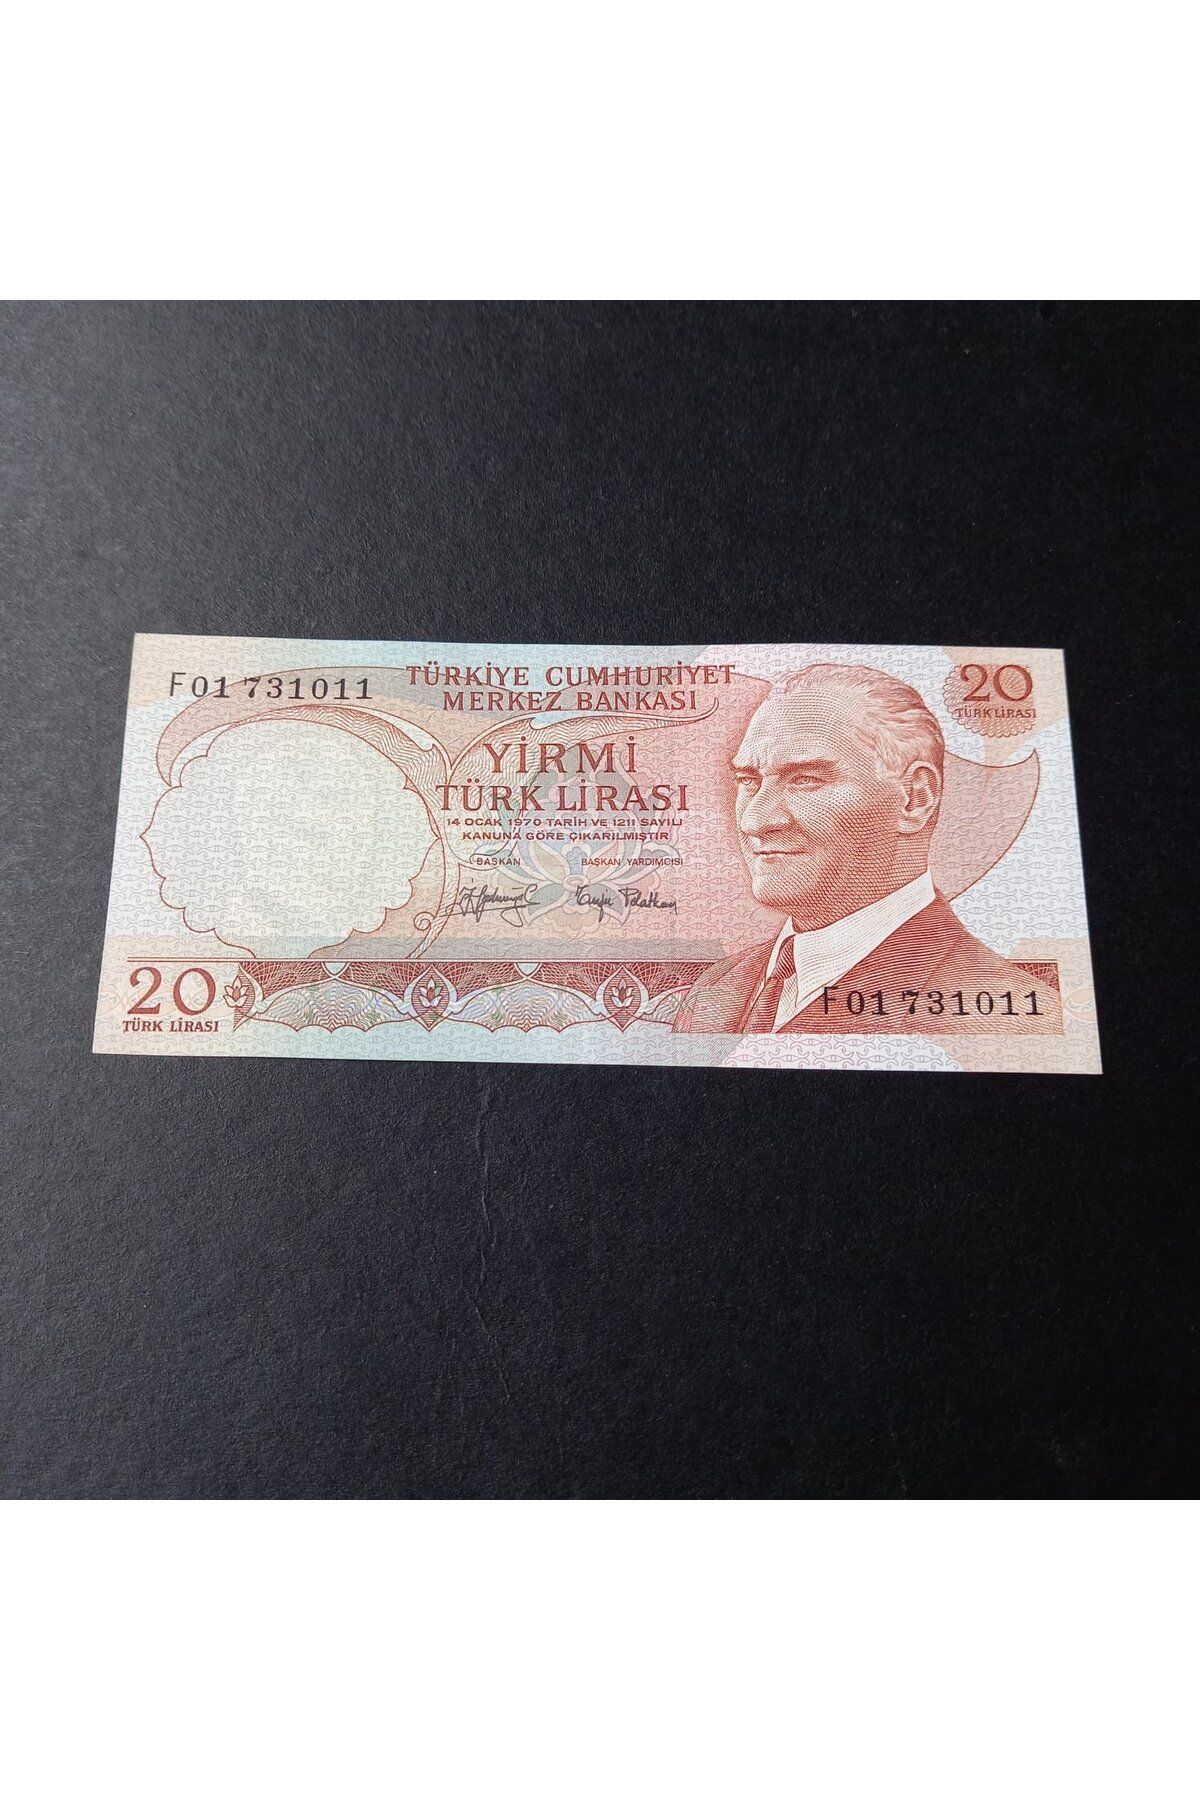 F01 731011
TÜRKİYE CUMHURİYET
MERKEZ BANKASI
20
TÜRK LİRASI
YİRMİ
TÜRK LİRASI
14 OCAK 1970 TARİH VE 1211 SAYILI
KANUNA GÖRE ÇIKARILMIŞTIR
BAŞKAN BAŞKAN YARDIMCISI
20
TÜRK LİRASI
F01 731011